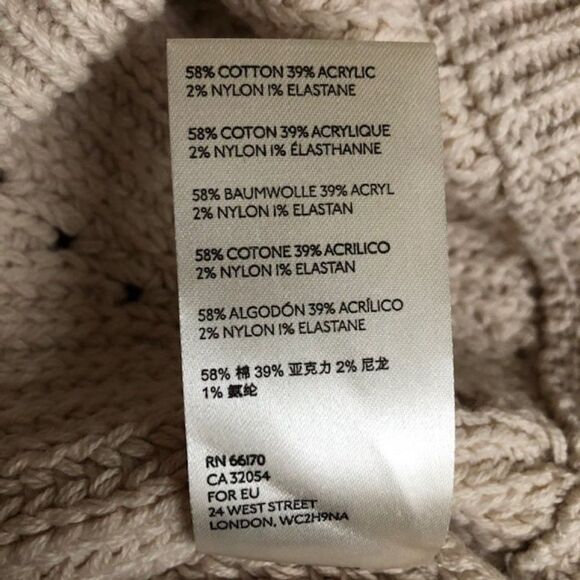 58% COTTON 39% ACRYLIC
2% NYLON 1% ELASTANE
58% COTON 39% ACRYLIQUE
2% NYLON 1% ÉLASTHANNE
58% BAUMWOLLE 39% ACRYL
2% NYLON 1% ELASTAN
58% COTONE 39% ACRILICO
2% NYLON 1% ELASTAN
58% ALGODÓN 39% ACRÍLICO
2% NYLON 1% ELASTANE
58% 棉 39% 亚克力 2% 尼龙
1% 氨纶
RN 66170
CA 32054
FOR EU
24 WEST STREET
LONDON, WC2H9NA